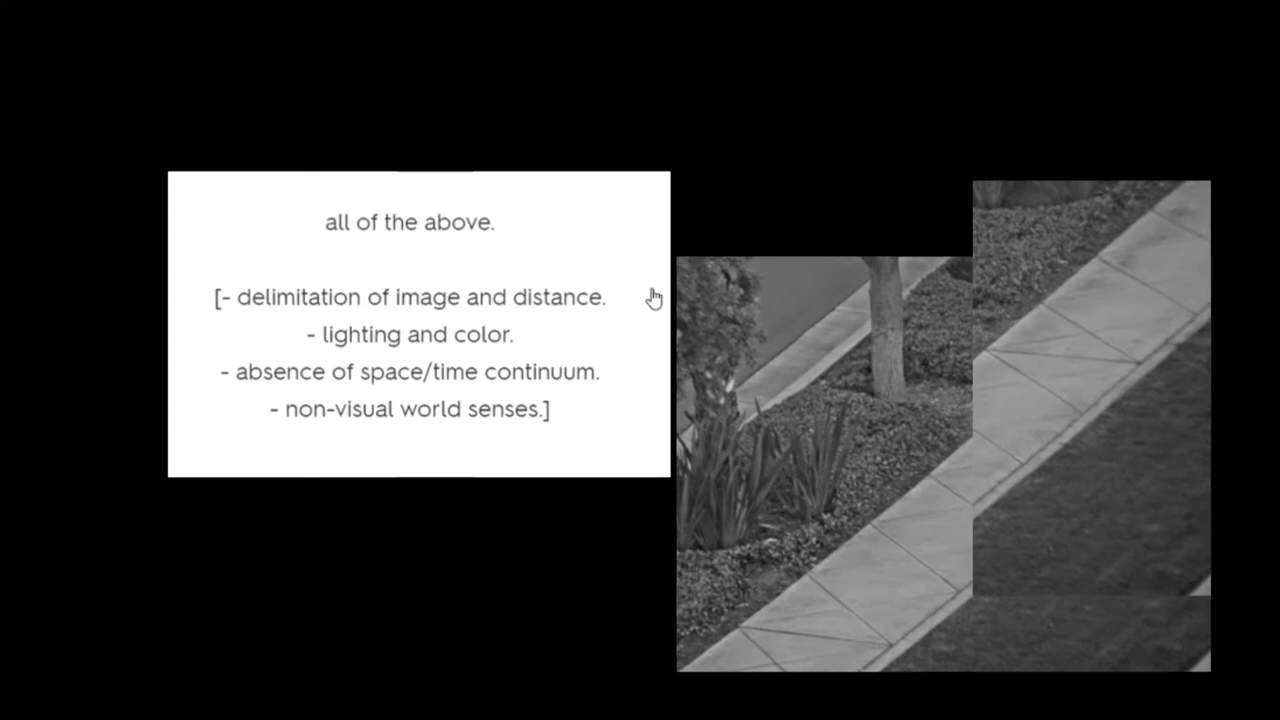 all of the above.
[- delimitation of image and distance.
- lighting and color.
- absence of space/time continuum.
- non-visual world senses.]